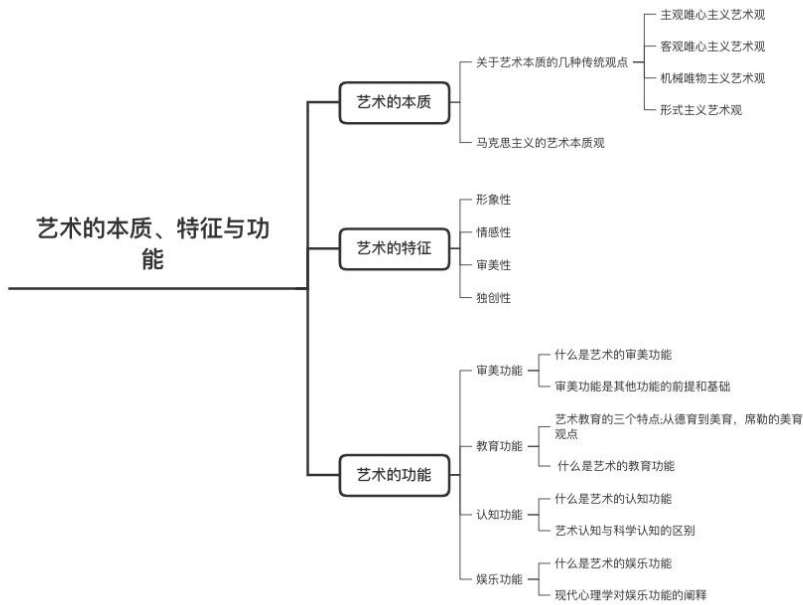 艺术的本质、特征与功
能
艺术的本质
关于艺术本质的几种传统观点
主观唯心主义艺术观
客观唯心主义艺术观
机械唯物主义艺术观
形式主义艺术观
马克思主义的艺术本质观
艺术的特征
形象性
情感性
审美性
独创性
艺术的功能
审美功能
什么是艺术的审美功能
审美功能是其他功能的前提和基础
教育功能
艺术教育的三个特点;从德育到美育，席勒的美育
观点
什么是艺术的教育功能
认知功能
什么是艺术的认知功能
艺术认知与科学认知的区别
娱乐功能
什么是艺术的娱乐功能
现代心理学对娱乐功能的阐释